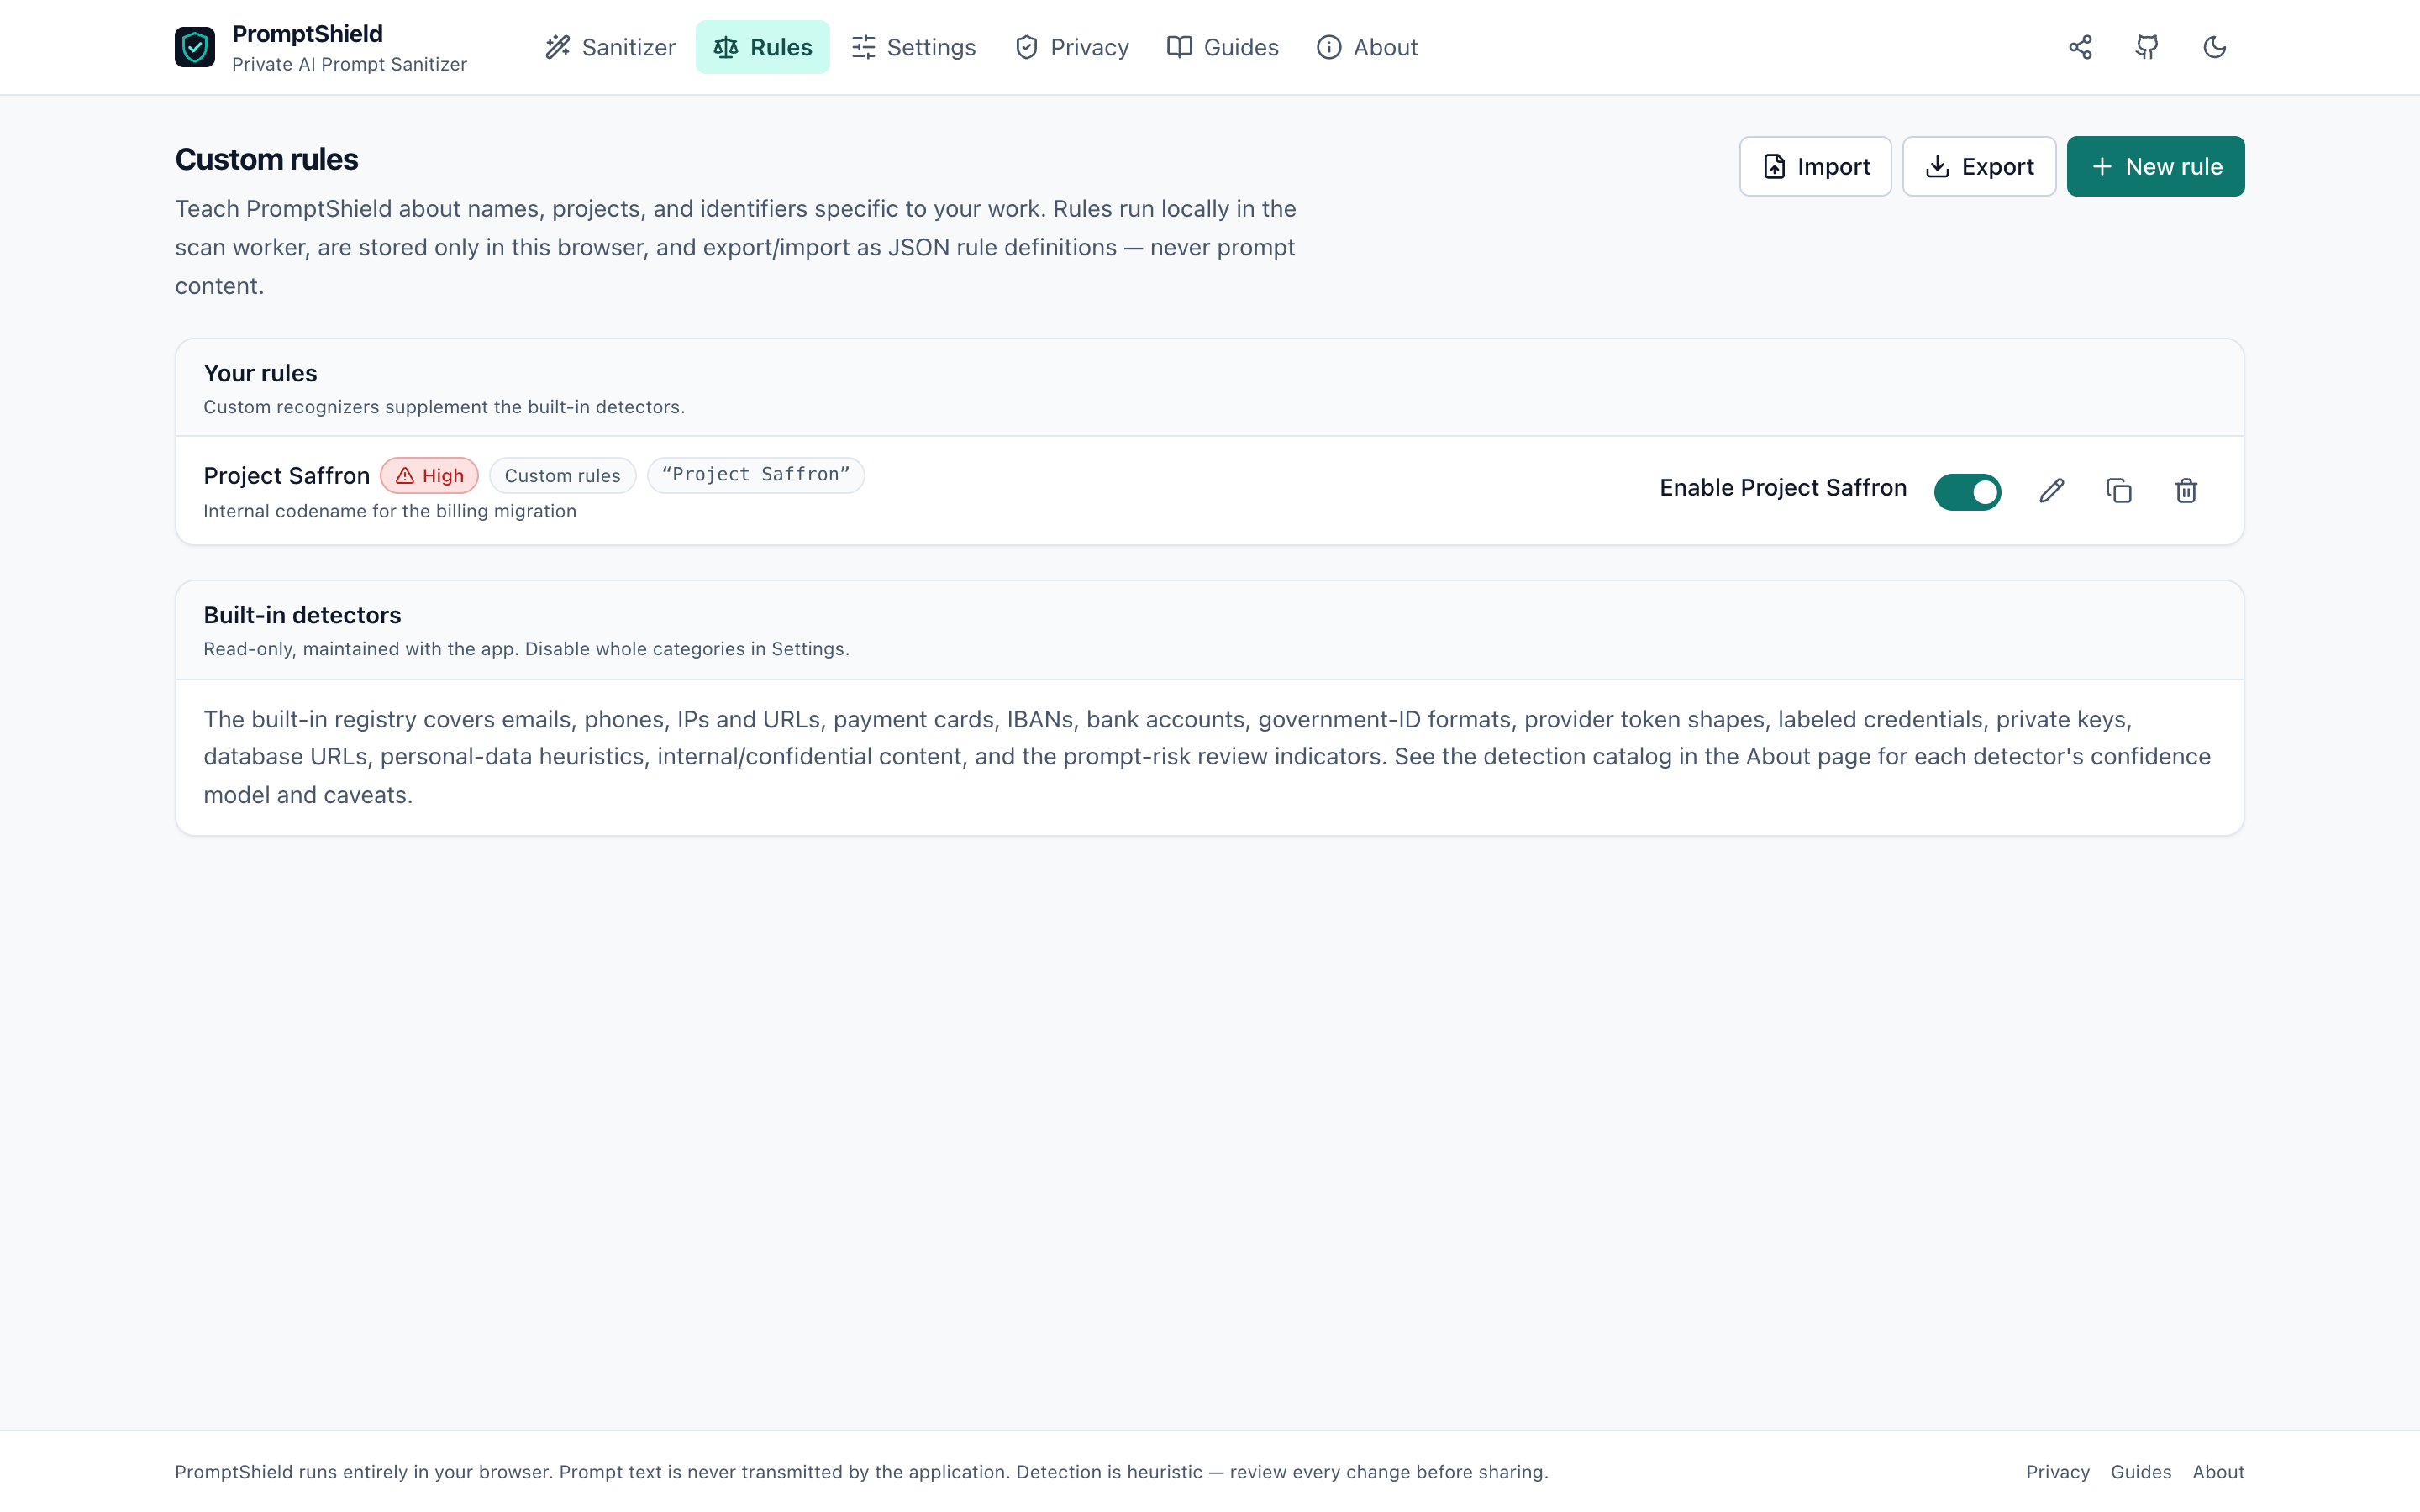 PromptShield
Private AI Prompt Sanitizer
Sanitizer
Rules
Settings
Privacy
Guides
About
Custom rules
Import
Export
New rule
Teach PromptShield about names, projects, and identifiers specific to your work. Rules run locally in the
scan worker, are stored only in this browser, and export/import as JSON rule definitions — never prompt
content.
Your rules
Custom recognizers supplement the built-in detectors.
Project Saffron
High
Custom rules
“Project Saffron”
Enable Project Saffron
Internal codename for the billing migration
Built-in detectors
Read-only, maintained with the app. Disable whole categories in Settings.
The built-in registry covers emails, phones, IPs and URLs, payment cards, IBANs, bank accounts, government-ID formats, provider token shapes, labeled credentials, private keys,
database URLs, personal-data heuristics, internal/confidential content, and the prompt-risk review indicators. See the detection catalog in the About page for each detector's confidence
model and caveats.
PromptShield runs entirely in your browser. Prompt text is never transmitted by the application. Detection is heuristic — review every change before sharing.
Privacy
Guides
About